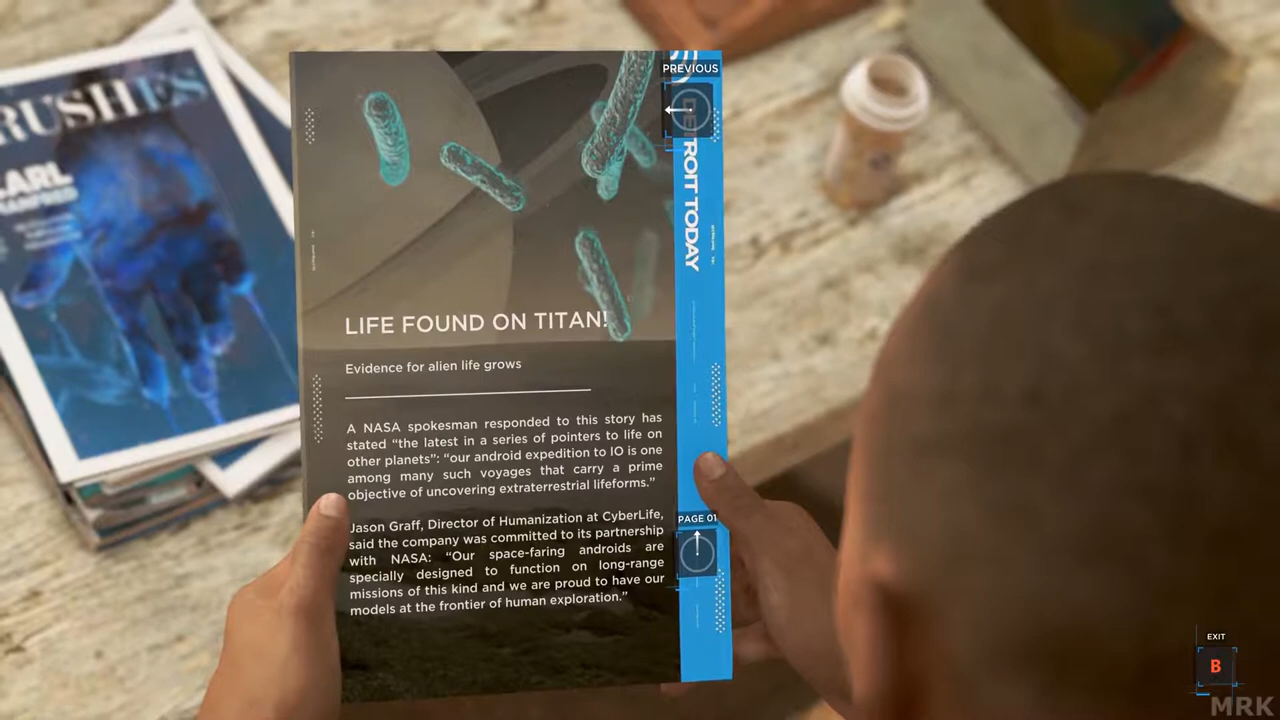 RUSHES
CARL
MANFRED
PREVIOUS
DETROIT TODAY
LIFE FOUND ON TITAN!
Evidence for alien life grows
A NASA spokesman responded to this story has
stated “the latest in a series of pointers to life on
other planets”: “our android expedition to IO is one
among many such voyages that carry a prime
objective of uncovering extraterrestrial lifeforms.”
Jason Graff, Director of Humanization at CyberLife,
said the company was committed to its partnership
with NASA: “Our space-faring androids are
specially designed to function on long-range
missions of this kind and we are proud to have our
models at the frontier of human exploration.”
PAGE 01
EXIT
B
MRK